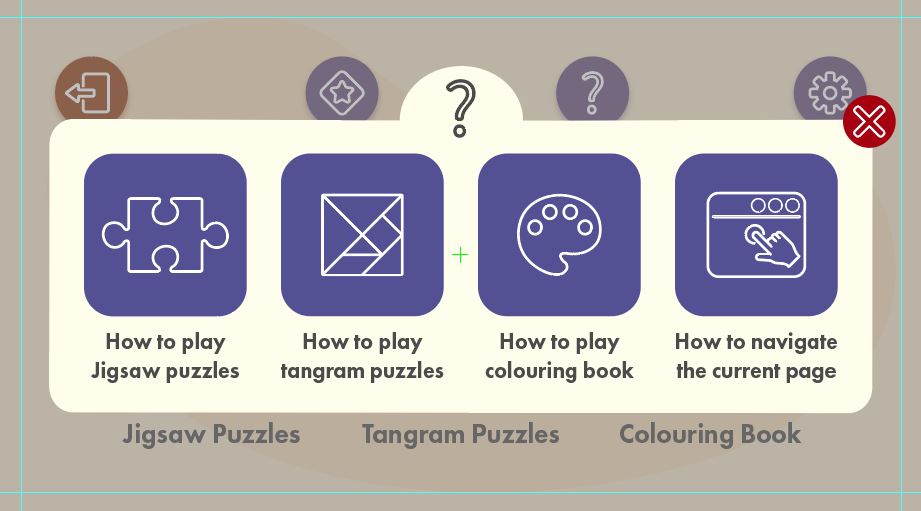 ?
?
How to play
Jigsaw puzzles
How to play
tangram puzzles
How to play
colouring book
How to navigate
the current page
Jigsaw Puzzles
Tangram Puzzles
Colouring Book